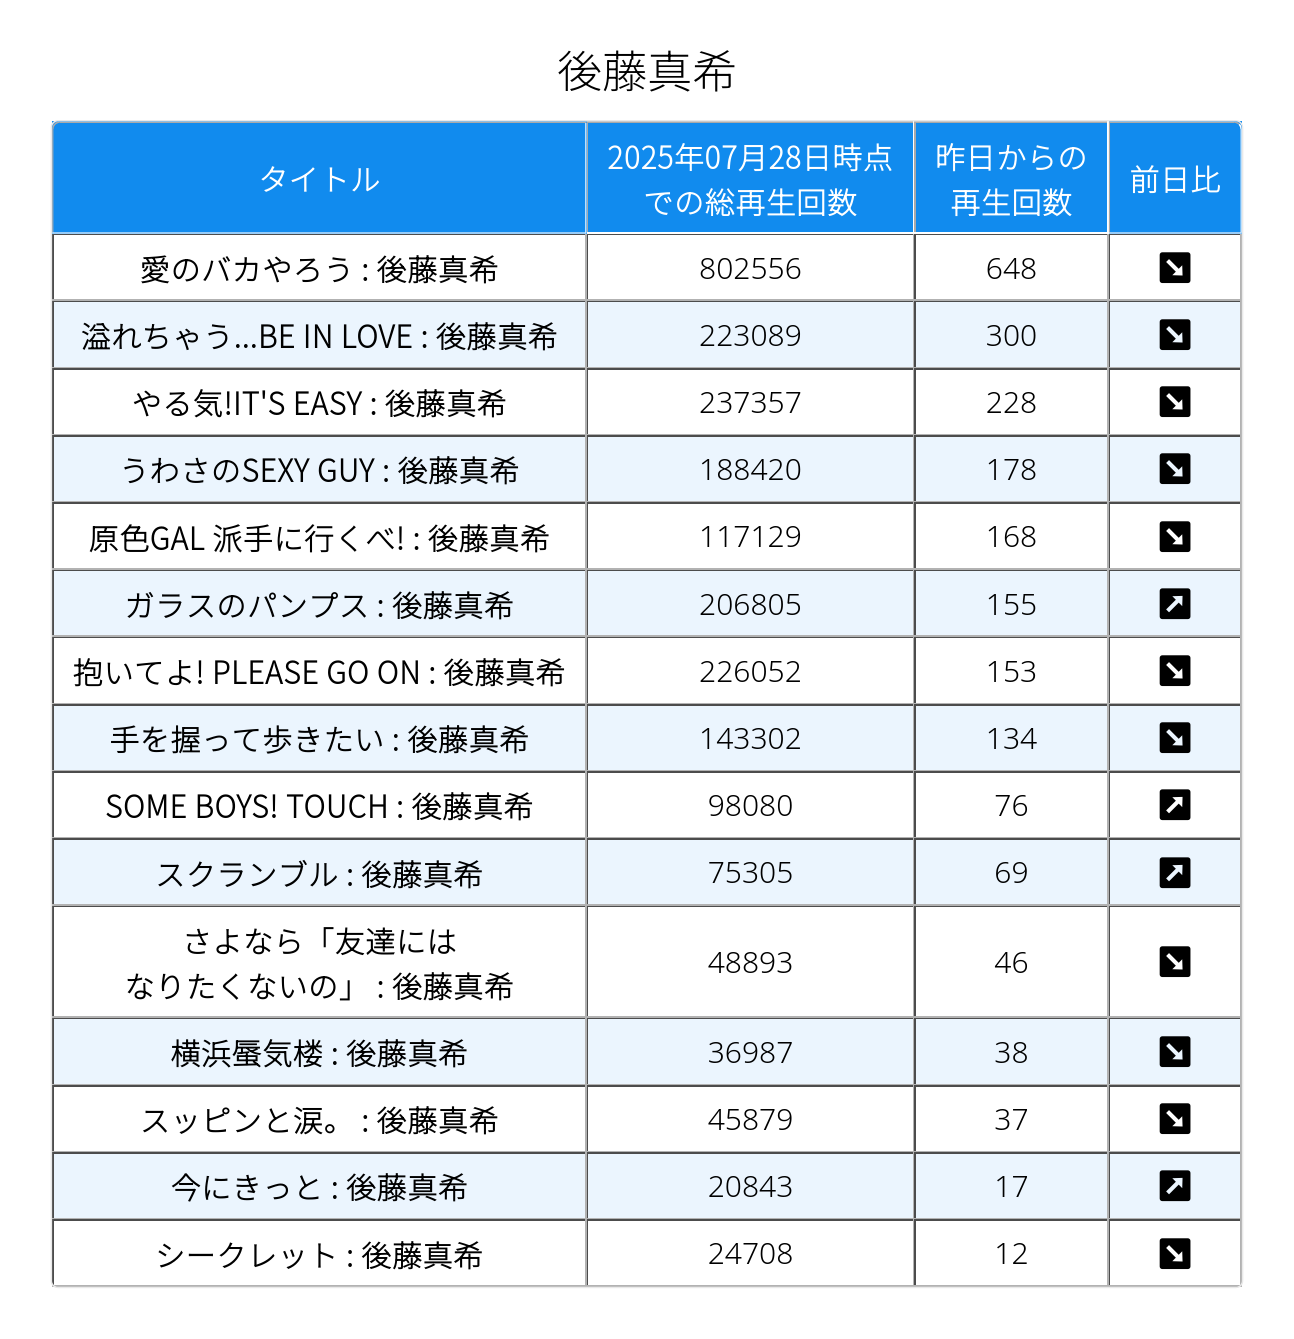 後藤真希
タイトル
2025年07月28日時点
での総再生回数
昨日からの
再生回数
前日比
愛のバカやろう : 後藤真希 802556 648
溢れちゃう...BE IN LOVE : 後藤真希 223089 300
やる気!IT'S EASY : 後藤真希 237357 228
うわさのSEXY GUY : 後藤真希 188420 178
原色GAL 派手に行くべ! : 後藤真希 117129 168
ガラスのパンプス : 後藤真希 206805 155
抱いてよ! PLEASE GO ON : 後藤真希 226052 153
手を握って歩きたい : 後藤真希 143302 134
SOME BOYS! TOUCH : 後藤真希 98080 76
スクランブル : 後藤真希 75305 69
さよなら「友達には
なりたくないの」 : 後藤真希 48893 46
横浜蜃気楼 : 後藤真希 36987 38
スッピンと涙。 : 後藤真希 45879 37
今にきっと : 後藤真希 20843 17
シークレット : 後藤真希 24708 12